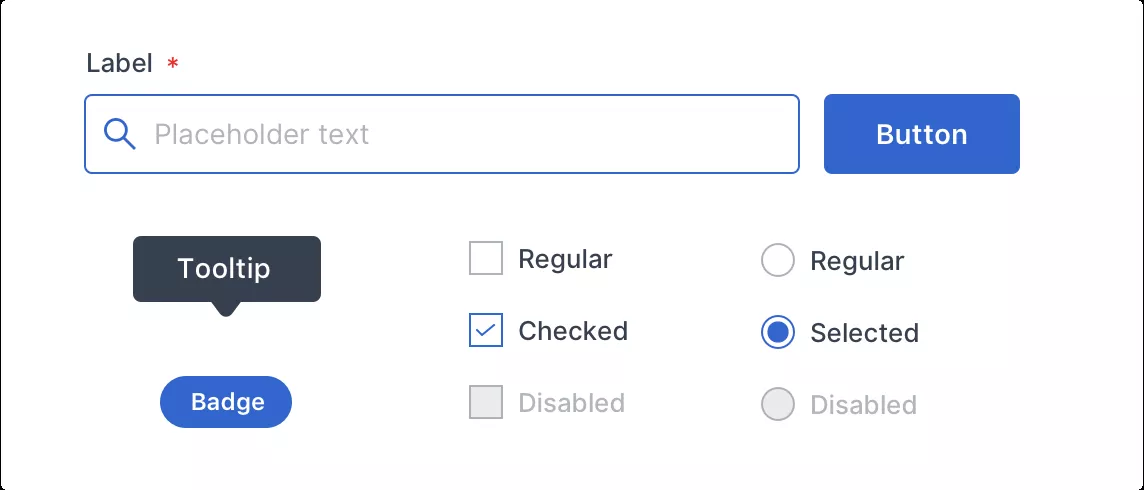 Label *
Placeholder text
Button
Tooltip
Badge
Regular
Checked
Disabled
Regular
Selected
Disabled